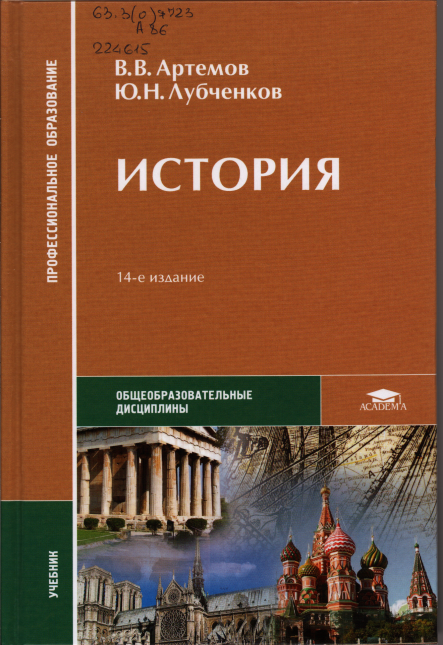 63.3(0)я723
А 86
224615
В.В. Артемов
Ю.Н. Лубченков
ИСТОРИЯ
14-е издание
ПРОФЕССИОНАЛЬНОЕ ОБРАЗОВАНИЕ
ОБЩЕОБРАЗОВАТЕЛЬНЫЕ
ДИСЦИПЛИНЫ
ACADEMA
УЧЕБНИК